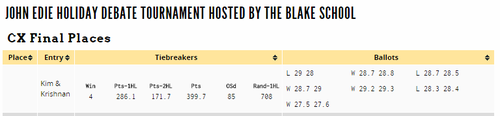 JOHN EDIE HOLIDAY DEBATE TOURNAMENT HOSTED BY THE BLAKE SCHOOL
CX Final Places
Place Entry Tiebreakers Ballots
Kim & Krishnan
Win Pts-1HL Pts-2HL Pts OSd Rand-1HL
4 286.1 171.7 399.7 85 708
L 29 28 W 28.7 28.8 L 28.7 28.5
W 28.7 29 W 29.2 29.3 L 28.3 28.4
W 27.5 27.6